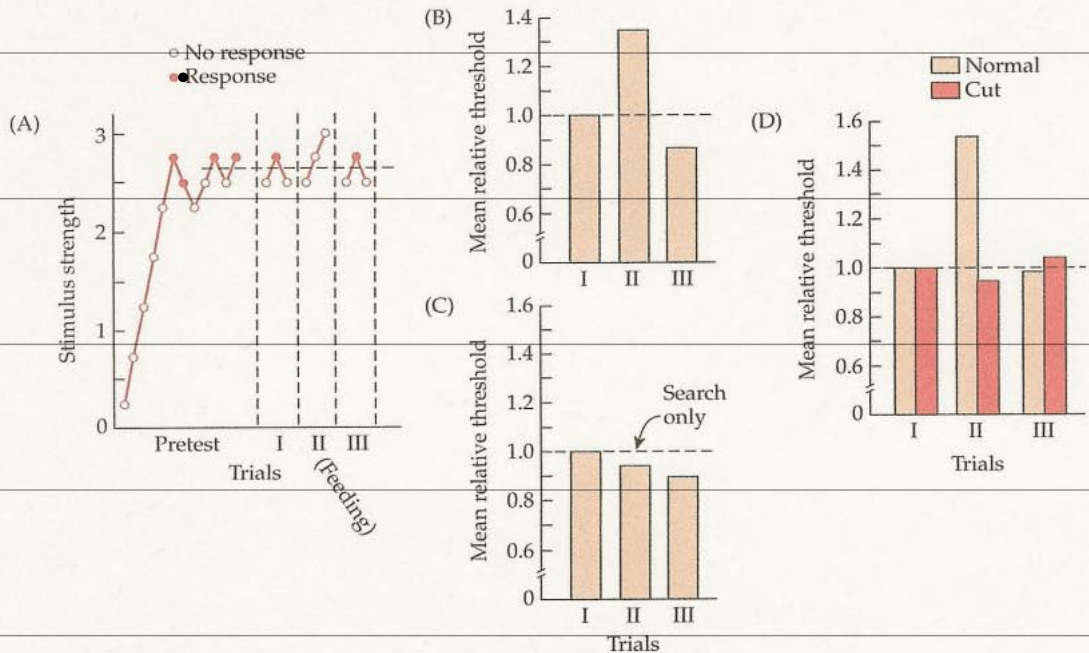 No response
Response
(A)
Stimulus strength
3
2
1
0
Pretest
I
II
III
(Feeding)
Trials
(B)
Mean relative threshold
1.4
1.2
1.0
0.8
0.6
0
I
II
III
(C)
Mean relative threshold
1.6
1.4
1.2
1.0
0.8
0.6
0
Search
only
I
II
III
Trials
Normal
Cut
(D)
Mean relative threshold
1.6
1.4
1.2
1.0
0.8
0.6
0
I
II
III
Trials